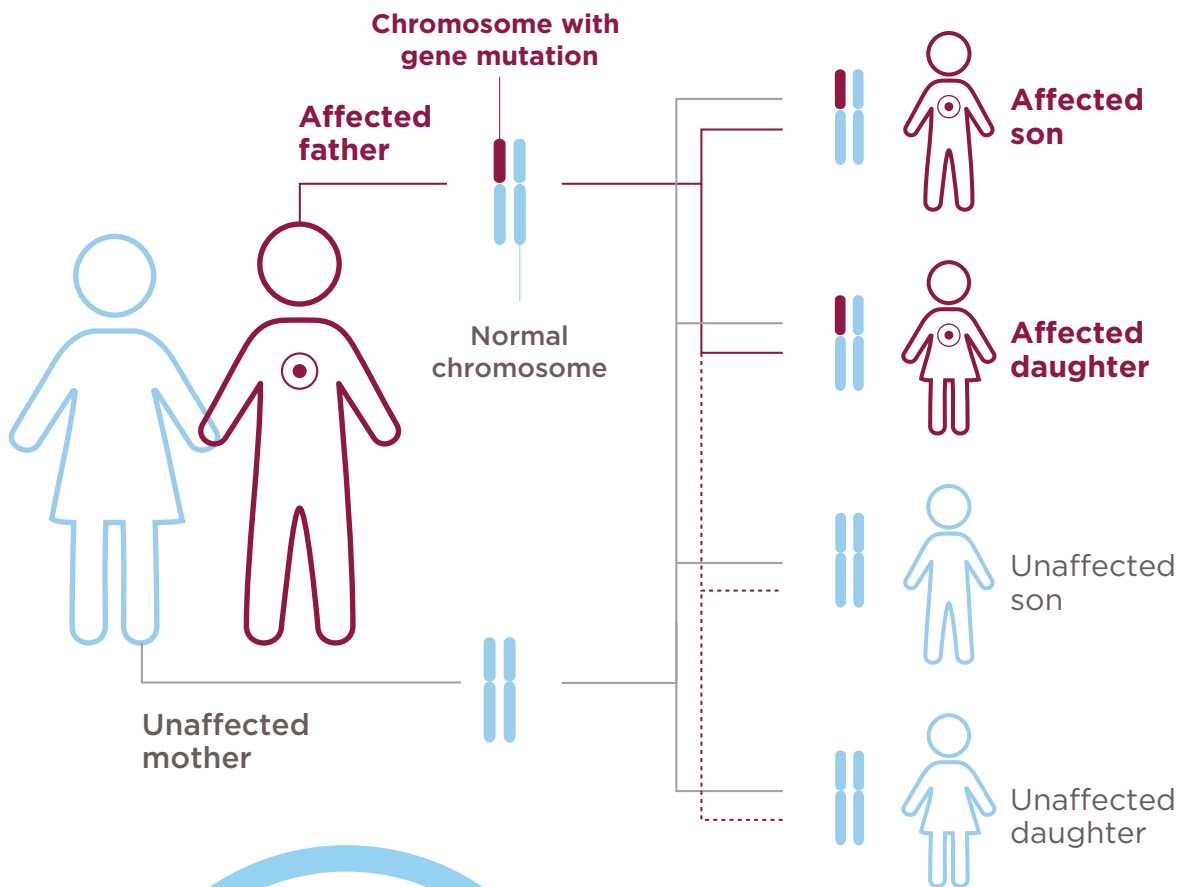 Chromosome with
gene mutation
Affected
father
Normal
chromosome
Unaffected
mother
Affected
son
Affected
daughter
Unaffected
son
Unaffected
daughter